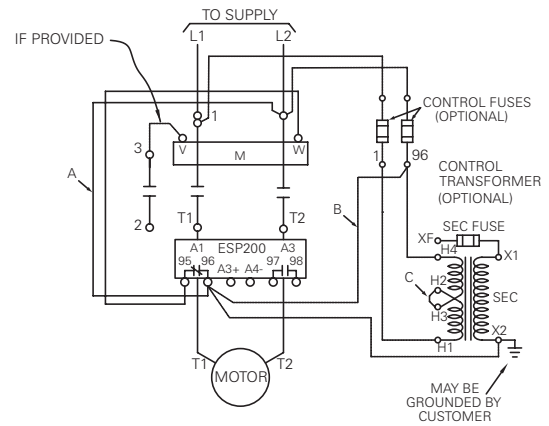 TO SUPPLY
L1 L2
IF PROVIDED
1
V W
M
3
2
A
T1 T2
A1 ESP200 A3
95 96 A3+ A4- 97 98
T1 T2
MOTOR
CONTROL FUSES
(OPTIONAL)
1 96
CONTROL
TRANSFORMER
(OPTIONAL)
B
SEC FUSE
XF
H4 X1
C H2
SEC
H3
H1 X2
MAY BE
GROUNDED BY
CUSTOMER